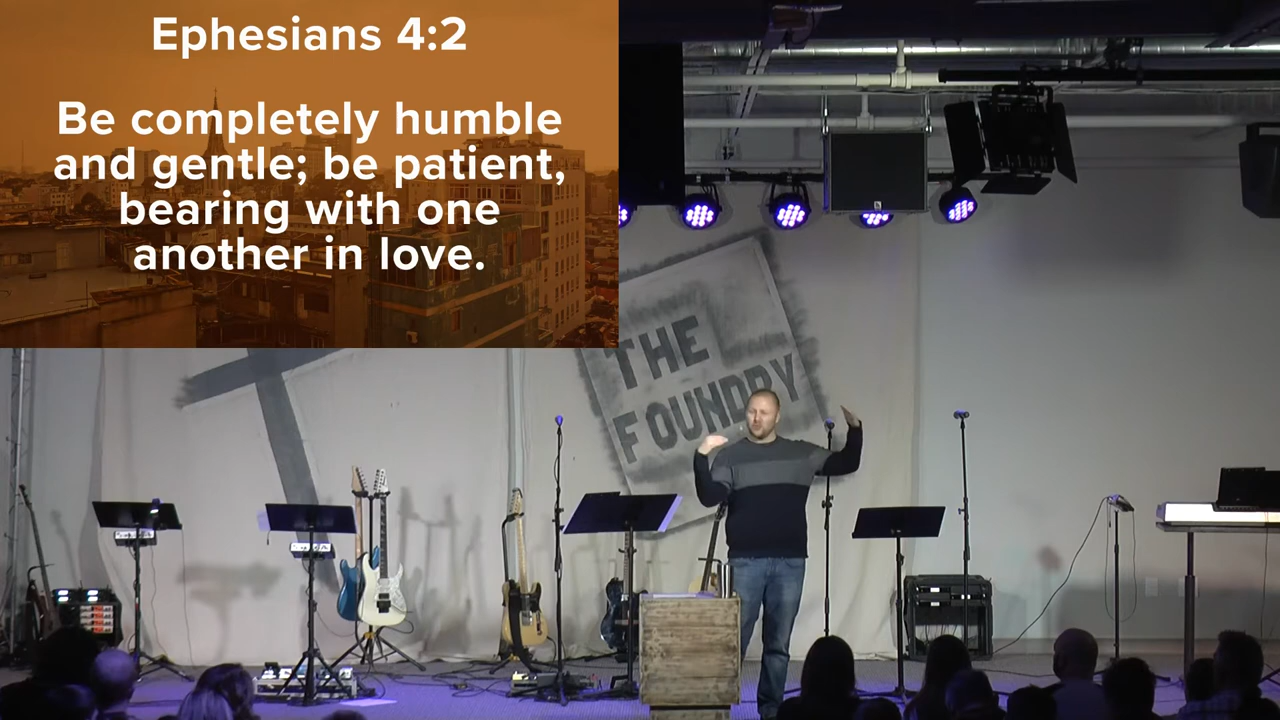 Ephesians 4:2
Be completely humble
and gentle; be patient,
bearing with one
another in love.
THE
FOUNDRY